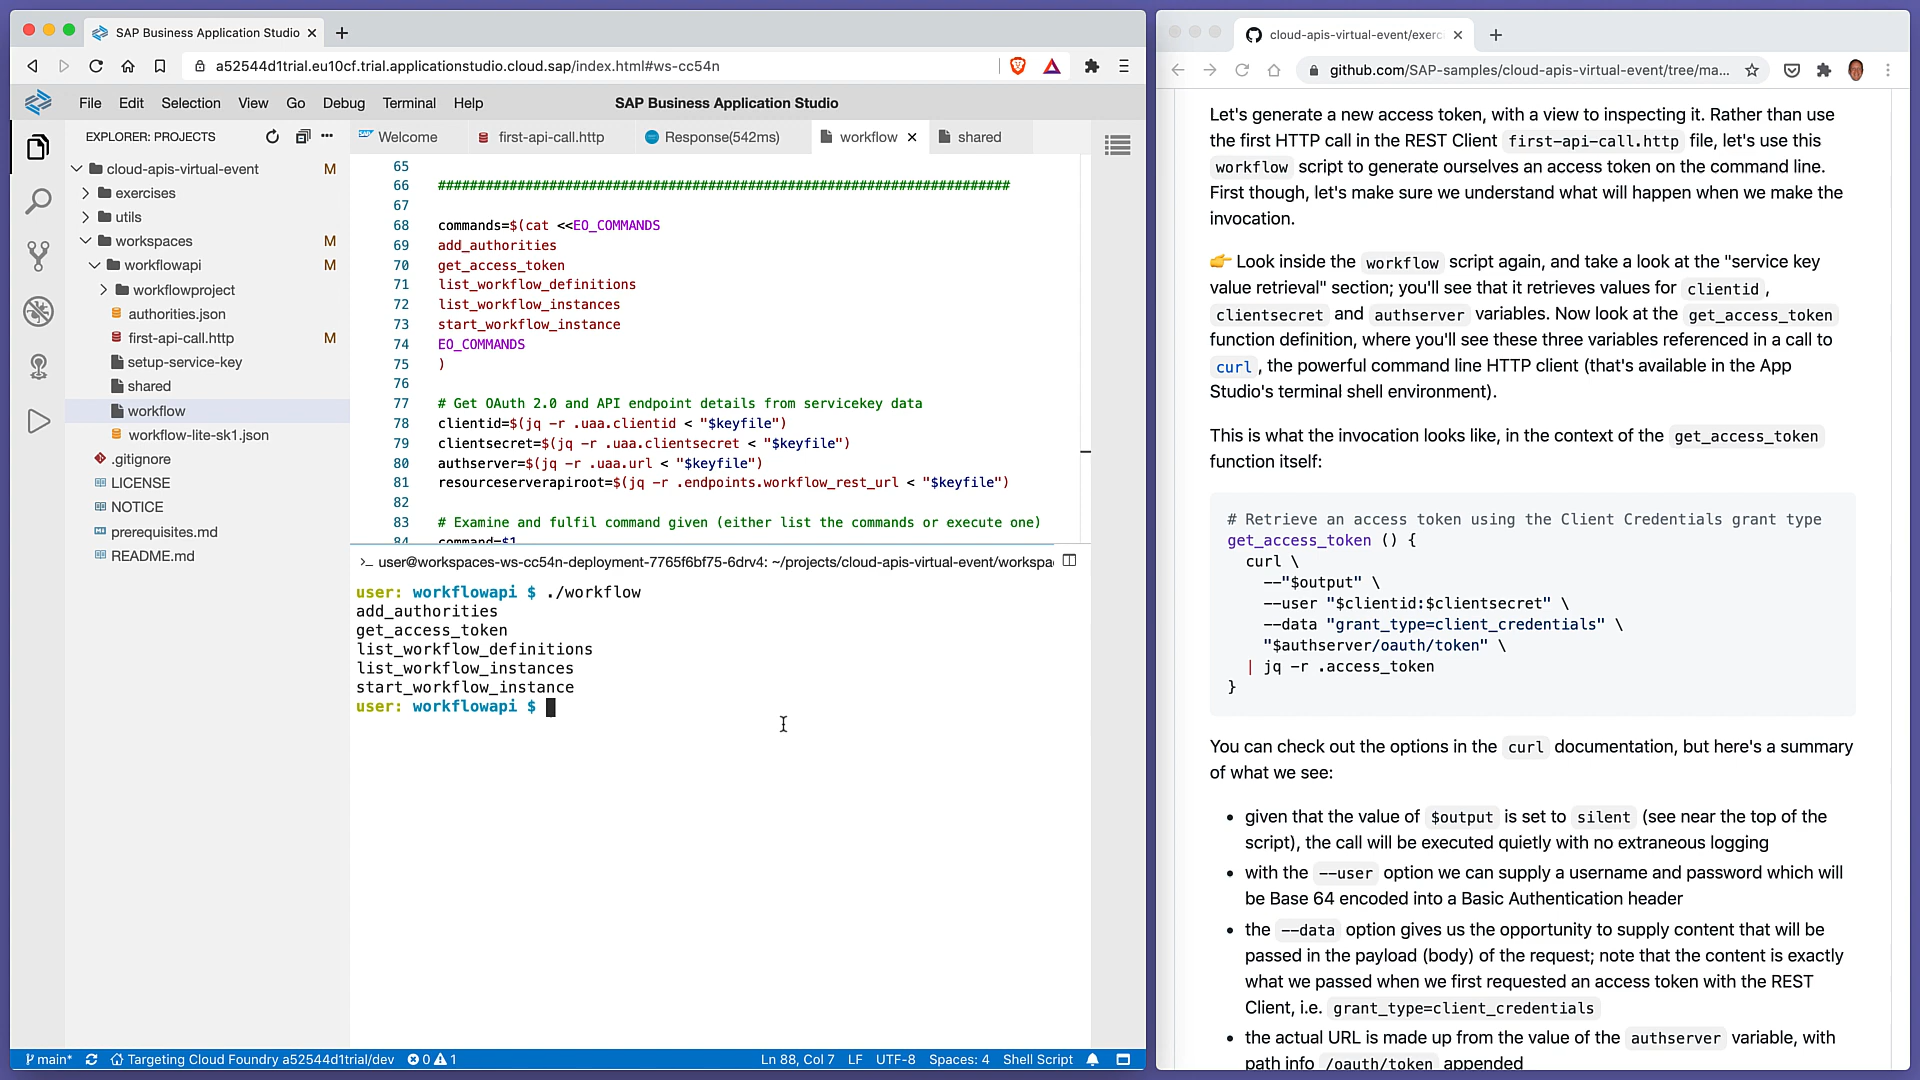 SAP Business Application Studio
a52544d1trial.eu10cf.trial.applicationstudio.cloud.sap/index.html#ws-cc54n
File Edit Selection View Go Debug Terminal Help SAP Business Application Studio
EXPLORER: PROJECTS
cloud-apis-virtual-event M
exercises
utils
workspaces M
workflowapi M
workflowproject
authorities.json
first-api-call.http M
setup-service-key
shared
workflow
workflow-lite-sk1.json
.gitignore
LICENSE
NOTICE
prerequisites.md
README.md
Welcome first-api-call.http Response(542ms) workflow shared
65
66 #######################################################################
67
68 commands=$(cat <<EO_COMMANDS
69 add_authorities
70 get_access_token
71 list_workflow_definitions
72 list_workflow_instances
73 start_workflow_instance
74 EO_COMMANDS
75 )
76
77 # Get OAuth 2.0 and API endpoint details from servicekey data
78 clientid=$(jq -r .uaa.clientid < "$keyfile")
79 clientsecret=$(jq -r .uaa.clientsecret < "$keyfile")
80 authserver=$(jq -r .uaa.url < "$keyfile")
81 resourceserverapiroot=$(jq -r .endpoints.workflow_rest_url < "$keyfile")
82
83 # Examine and fulfil command given (either list the commands or execute one)
84 command=$1
>_ user@workspaces-ws-cc54n-deployment-7765f6bf75-6drv4: ~/projects/cloud-apis-virtual-event/workspa
user: workflowapi $ ./workflow
add_authorities
get_access_token
list_workflow_definitions
list_workflow_instances
start_workflow_instance
user: workflowapi $
main* Targeting Cloud Foundry a52544d1trial/dev 0 1 Ln 88, Col 7 LF UTF-8 Spaces: 4 Shell Script
cloud-apis-virtual-event/exerc
github.com/SAP-samples/cloud-apis-virtual-event/tree/ma...
Let's generate a new access token, with a view to inspecting it. Rather than use
the first HTTP call in the REST Client first-api-call.http file, let's use this
workflow script to generate ourselves an access token on the command line.
First though, let's make sure we understand what will happen when we make the
invocation.
👉 Look inside the workflow script again, and take a look at the "service key
value retrieval" section; you'll see that it retrieves values for clientid,
clientsecret and authserver variables. Now look at the get_access_token
function definition, where you'll see these three variables referenced in a call to
curl, the powerful command line HTTP client (that's available in the App
Studio's terminal shell environment).
This is what the invocation looks like, in the context of the get_access_token
function itself:
# Retrieve an access token using the Client Credentials grant type
get_access_token () {
curl \
--"$output" \
--user "$clientid:$clientsecret" \
--data "grant_type=client_credentials" \
"$authserver/oauth/token" \
| jq -r .access_token
}
You can check out the options in the curl documentation, but here's a summary
of what we see:
• given that the value of $output is set to silent (see near the top of the
script), the call will be executed quietly with no extraneous logging
• with the --user option we can supply a username and password which will
be Base 64 encoded into a Basic Authentication header
• the --data option gives us the opportunity to supply content that will be
passed in the payload (body) of the request; note that the content is exactly
what we passed when we first requested an access token with the REST
Client, i.e. grant_type=client_credentials
• the actual URL is made up from the value of the authserver variable, with
path info /oauth/token appended